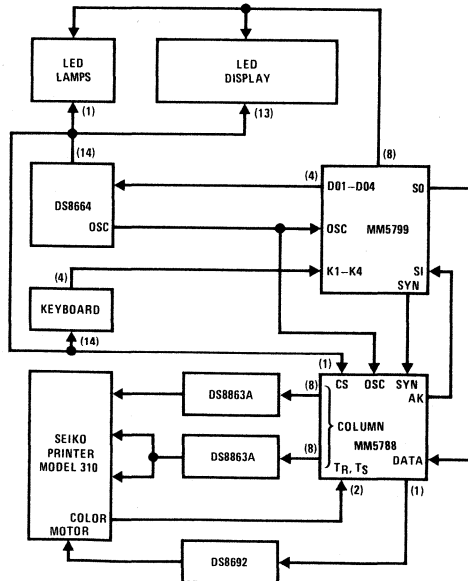 LED
LAMPS
LED
DISPLAY
(1)
(13)
(14)
(8)
DS8664
OSC
(4)
D01–D04
SO
OSC
MM5799
K1–K4
SI
SYN
(4)
KEYBOARD
(14)
(1)
CS
OSC
SYN
AK
DS8863A
(8)
COLUMN
MM5788
SEIKO
PRINTER
MODEL 310
DS8863A
(8)
DATA
TR, TS
(2)
(1)
COLOR
MOTOR
DS8692